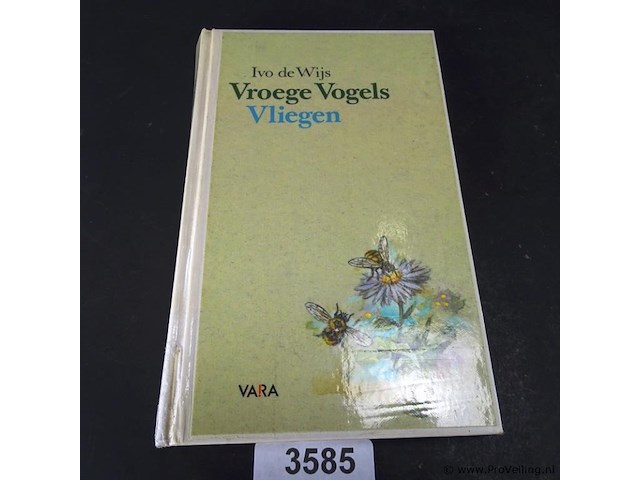 Ivo de Wijs
Vroege Vogels
Vliegen
VARA
3585
© www.ProVeiling.nl